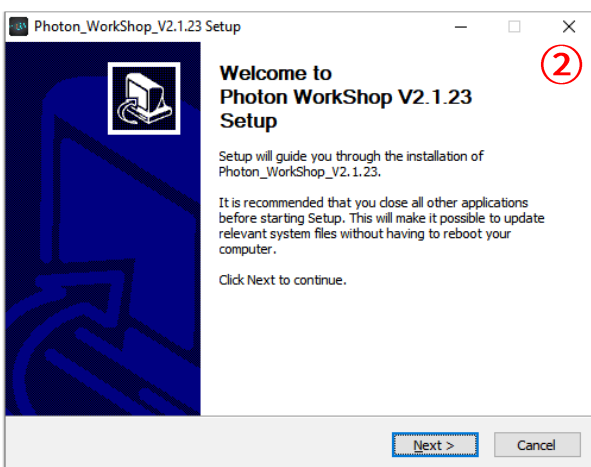 Photon_WorkShop_V2.1.23 Setup
②
Welcome to
Photon WorkShop V2.1.23
Setup
Setup will guide you through the installation of
Photon_WorkShop_V2.1.23.
It is recommended that you close all other applications
before starting Setup. This will make it possible to update
relevant system files without having to reboot your
computer.
Click Next to continue.
Next >
Cancel